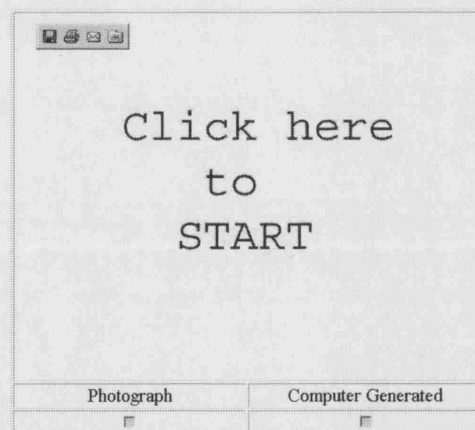 Click here
to
START
Photograph
Computer Generated